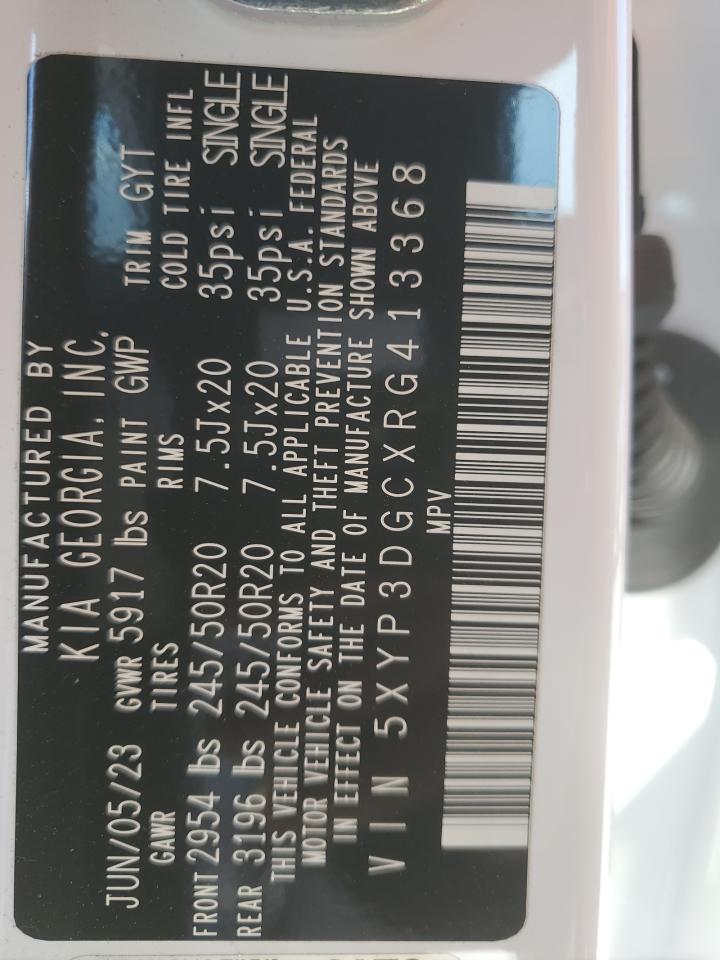 MANUFACTURED BY
KIA GEORGIA, INC.
JUN/05/23 GVWR 5917 lbs PAINT GWP TRIM GYT
GAWR TIRES RIMS COLD TIRE INFL
FRONT 2954 lbs 245/50R20 7.5Jx20 35psi SINGLE
REAR 3196 lbs 245/50R20 7.5Jx20 35psi SINGLE
THIS VEHICLE CONFORMS TO ALL APPLICABLE U.S.A. FEDERAL
MOTOR VEHICLE SAFETY AND THEFT PREVENTION STANDARDS
IN EFFECT ON THE DATE OF MANUFACTURE SHOWN ABOVE
VIN 5XYP3DGCXRG413368
MPV